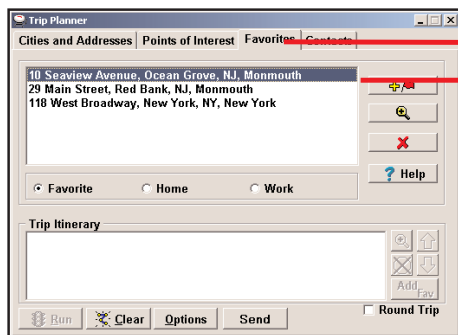 Trip Planner
Cities and Addresses Points of Interest Favorites Contacts
10 Seaview Avenue, Ocean Grove, NJ, Monmouth
29 Main Street, Red Bank, NJ, Monmouth
118 West Broadway, New York, NY, New York
? Help
Favorite Home Work
Trip Itinerary
Add Fav
Round Trip
Run Clear Options Send